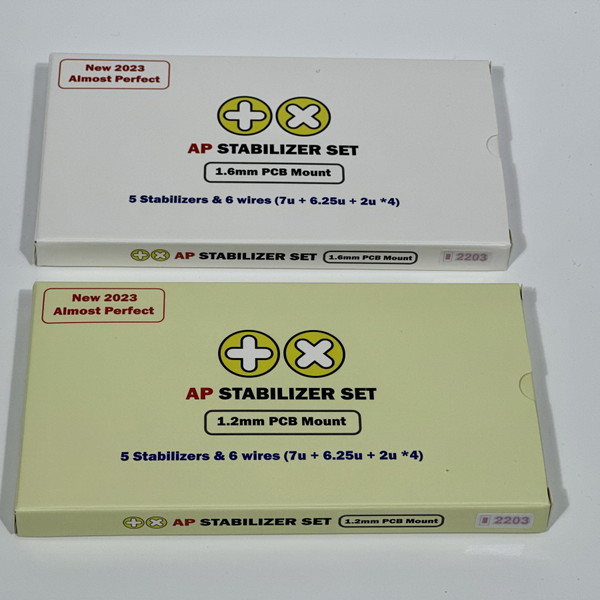 New 2023
Almost Perfect
AP STABILIZER SET
1.6mm PCB Mount
5 Stabilizers & 6 wires (7u + 6.25u + 2u *4)
AP STABILIZER SET 1.6mm PCB Mount 2203
New 2023
Almost Perfect
AP STABILIZER SET
1.2mm PCB Mount
5 Stabilizers & 6 wires (7u + 6.25u + 2u *4)
AP STABILIZER SET 1.2mm PCB Mount 2203